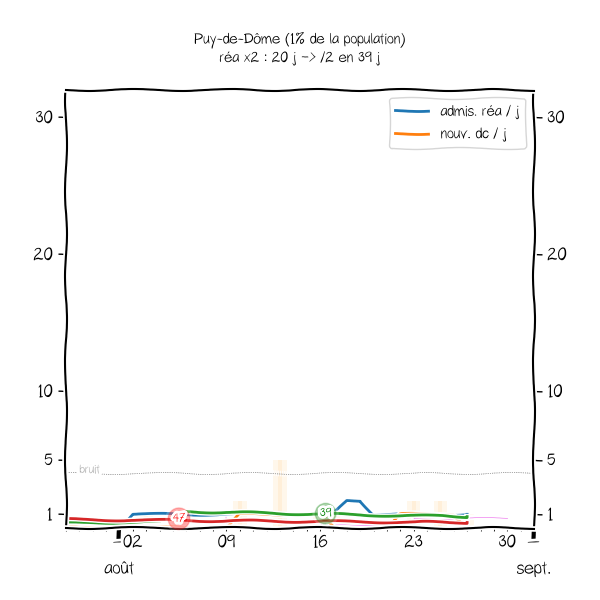 Puy-de-Dôme (1% de la population)
réa x2 : 20 j -> /2 en 39 j
admis. réa / j
nouv. dc / j
30
30
20
20
10
10
5
5
bruit
1
1
47
39
02
09
16
23
30
août
sept.